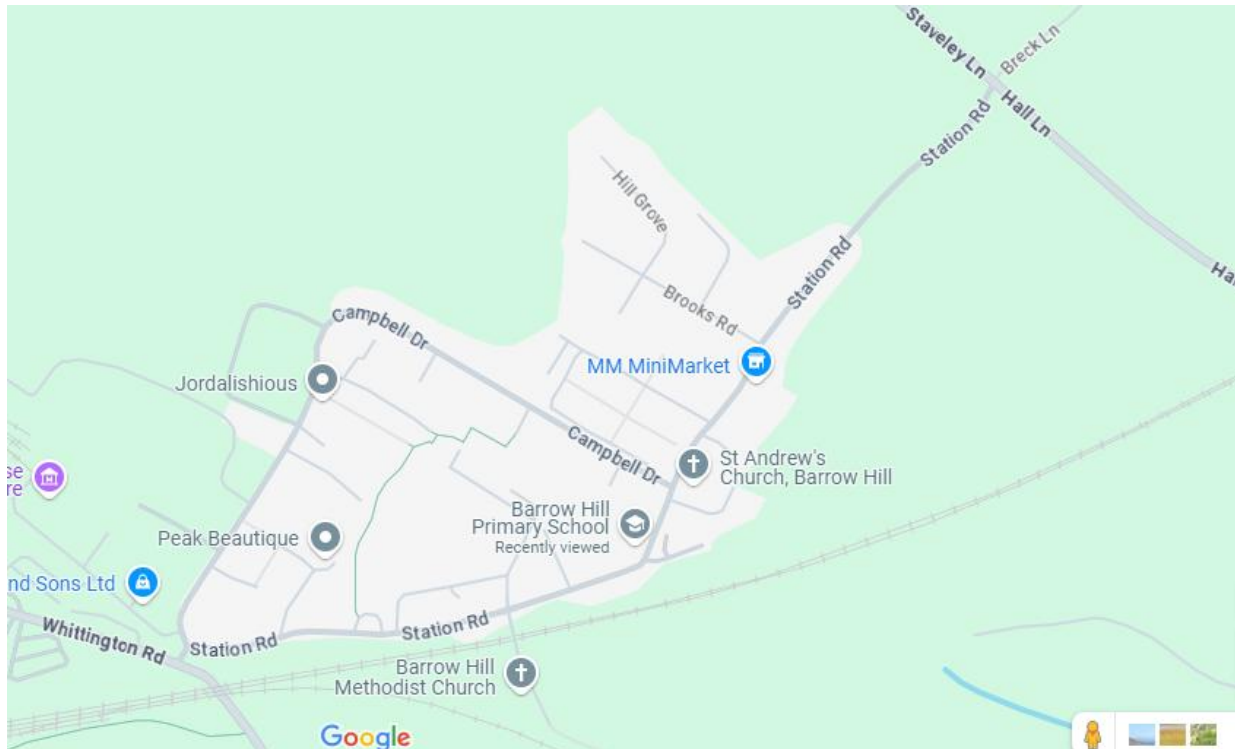 Staveley Ln
Breck Ln
Hall Ln
Station Rd
Hill Grove
Station Rd
Brooks Rd
Campbell Dr
MM MiniMarket
Jordalishious
Campbell Dr
St Andrew's
Church, Barrow Hill
Barrow Hill
Primary School
Recently viewed
Peak Beautique
nd Sons Ltd
Whittington Rd
Station Rd
Station Rd
Barrow Hill
Methodist Church
Google